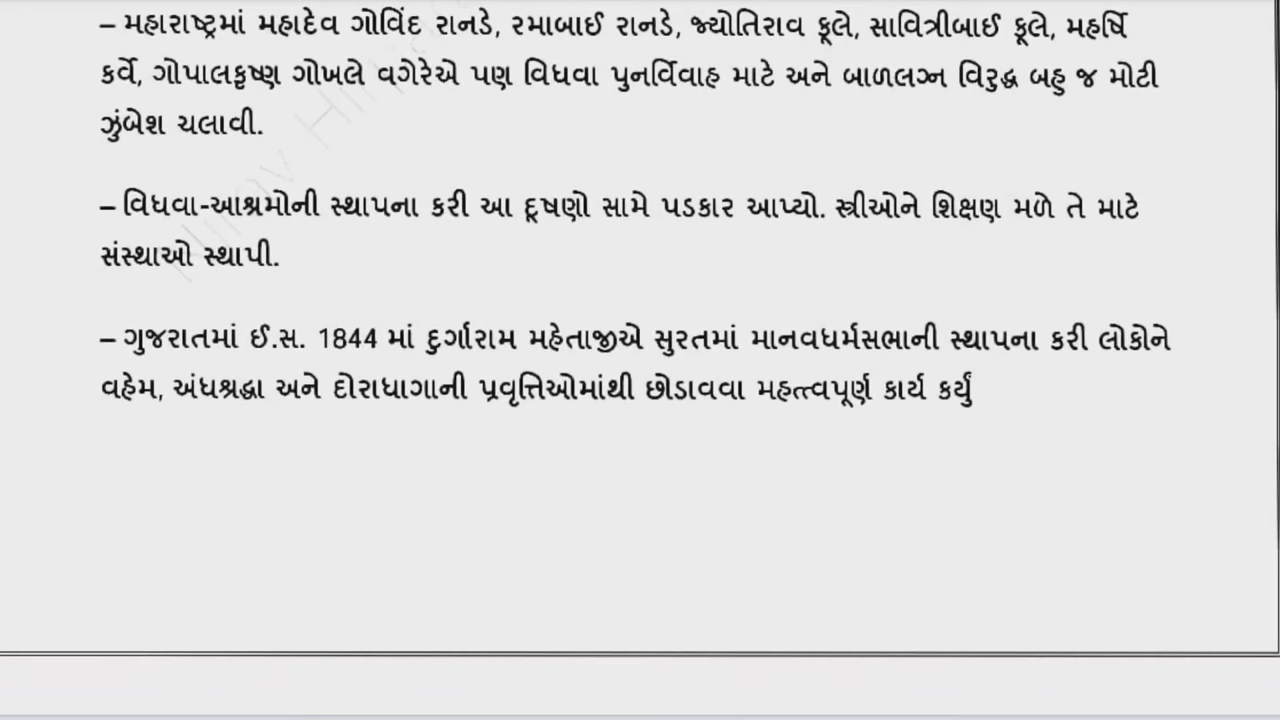 – મહારાષ્ટ્રમાં મહાદેવ ગોવિંદ રાનડે, રમાબાઈ રાનડે, જ્યોતિરાવ ફૂલે, સાવિત્રીબાઈ ફૂલે, મહર્ષિ
કર્વે, ગોપાલકૃષ્ણ ગોખલે વગેરેએ પણ વિધવા પુનર્વિવાહ માટે અને બાળલગ્ન વિરુદ્ધ બહુ જ મોટી
ઝુંબેશ ચલાવી.
– વિધવા-આશ્રમોની સ્થાપના કરી આ દૂષણો સામે પડકાર આપ્યો. સ્ત્રીઓને શિક્ષણ મળે તે માટે
સંસ્થાઓ સ્થાપી.
– ગુજરાતમાં ઈ.સ. 1844 માં દુર્ગારામ મહેતાજીએ સુરતમાં માનવધર્મસભાની સ્થાપના કરી લોકોને
વહેમ, અંધશ્રદ્ધા અને દોરાધાગાની પ્રવૃત્તિઓમાંથી છોડાવવા મહત્ત્વપૂર્ણ કાર્ય કર્યું